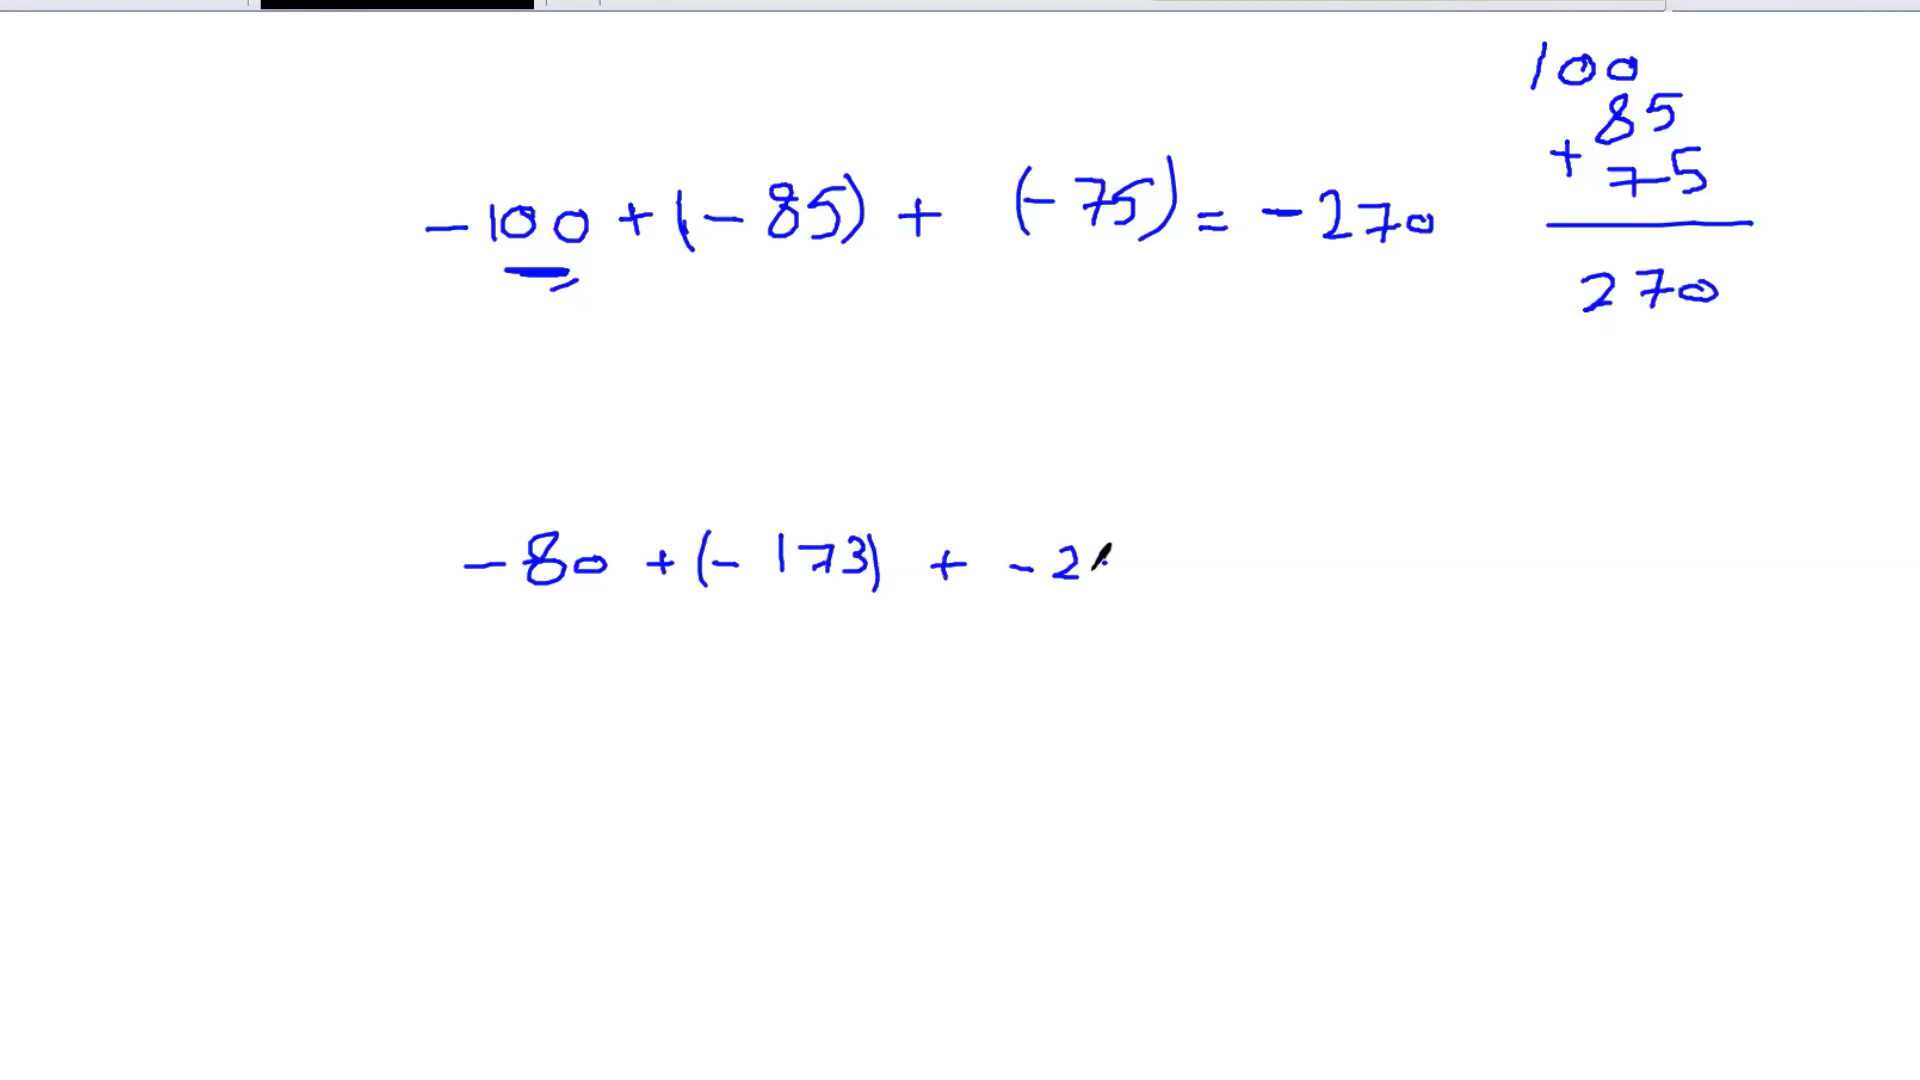 100
85
+ 75
-100 + (-85) + (-75) = -270
270
-80 + (-173) + -2